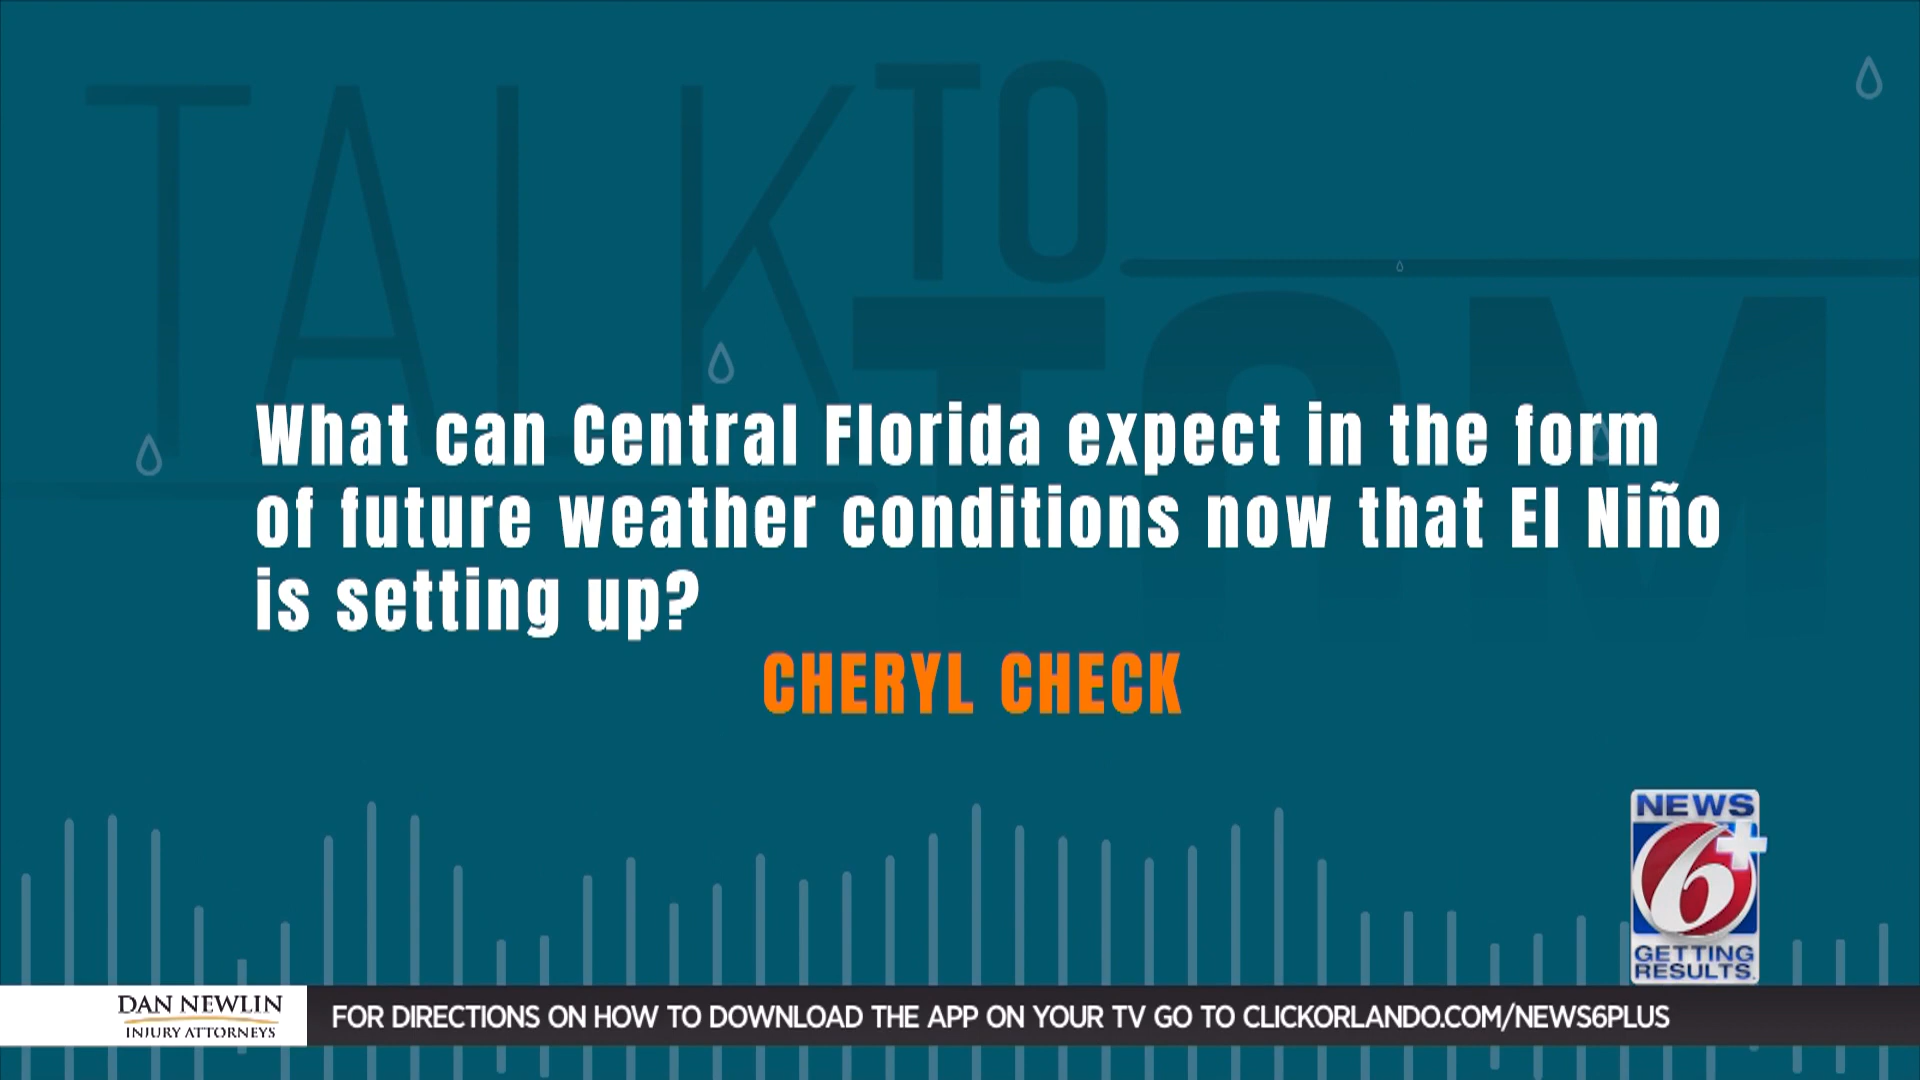 TALK TO
TOM
What can Central Florida expect in the form
of future weather conditions now that El Niño
is setting up?
CHERYL CHECK
NEWS
6+
GETTING
RESULTS.
DAN NEWLIN
INJURY ATTORNEYS
FOR DIRECTIONS ON HOW TO DOWNLOAD THE APP ON YOUR TV GO TO CLICKORLANDO.COM/NEWS6PLUS